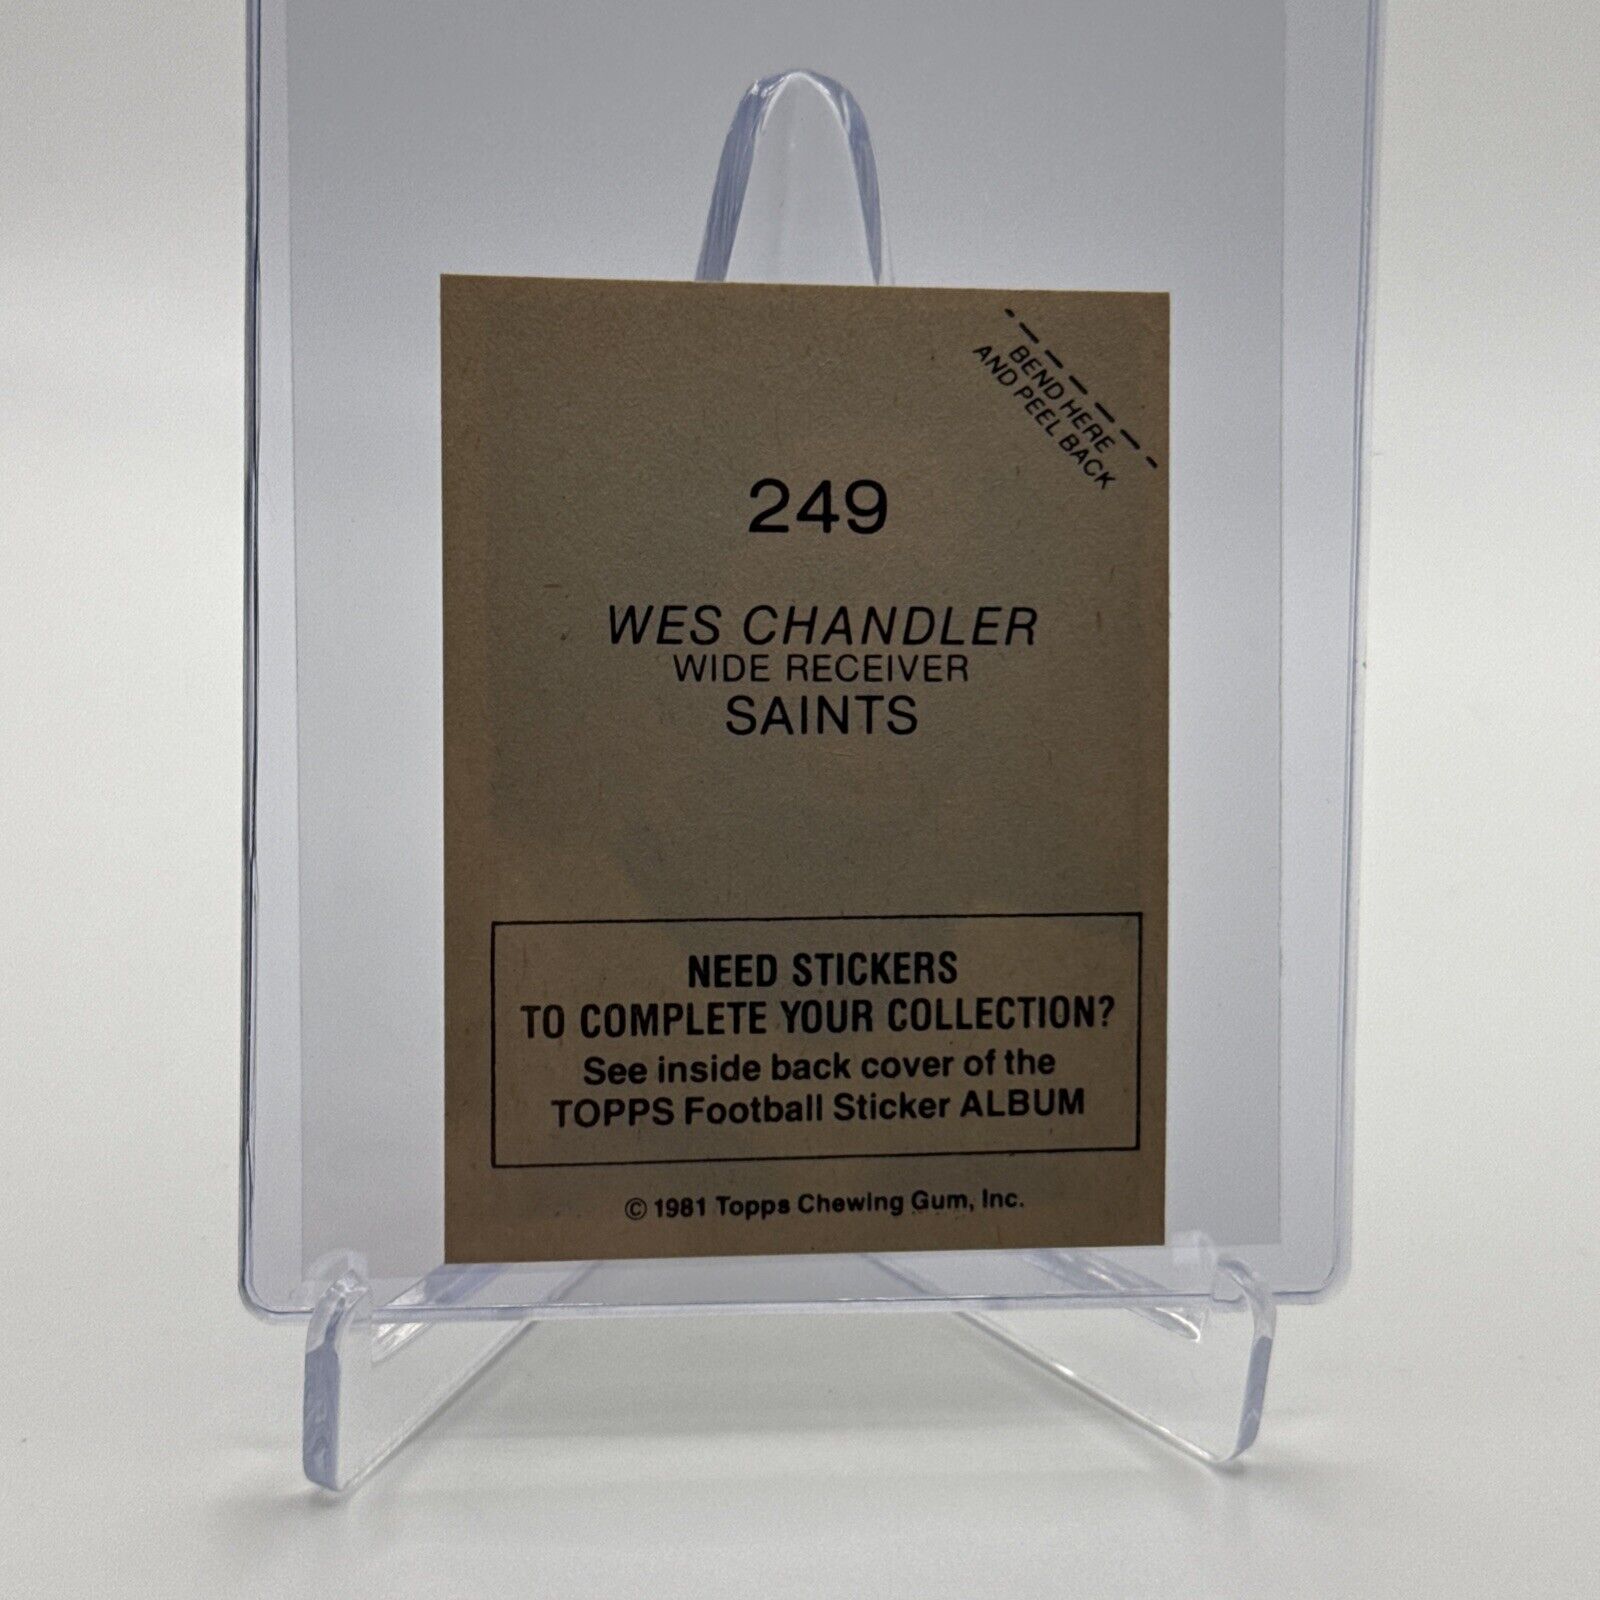 BEND HERE
AND PEEL BACK
249
WES CHANDLER
WIDE RECEIVER
SAINTS
NEED STICKERS
TO COMPLETE YOUR COLLECTION?
See inside back cover of the
TOPPS Football Sticker ALBUM
© 1981 Topps Chewing Gum, Inc.